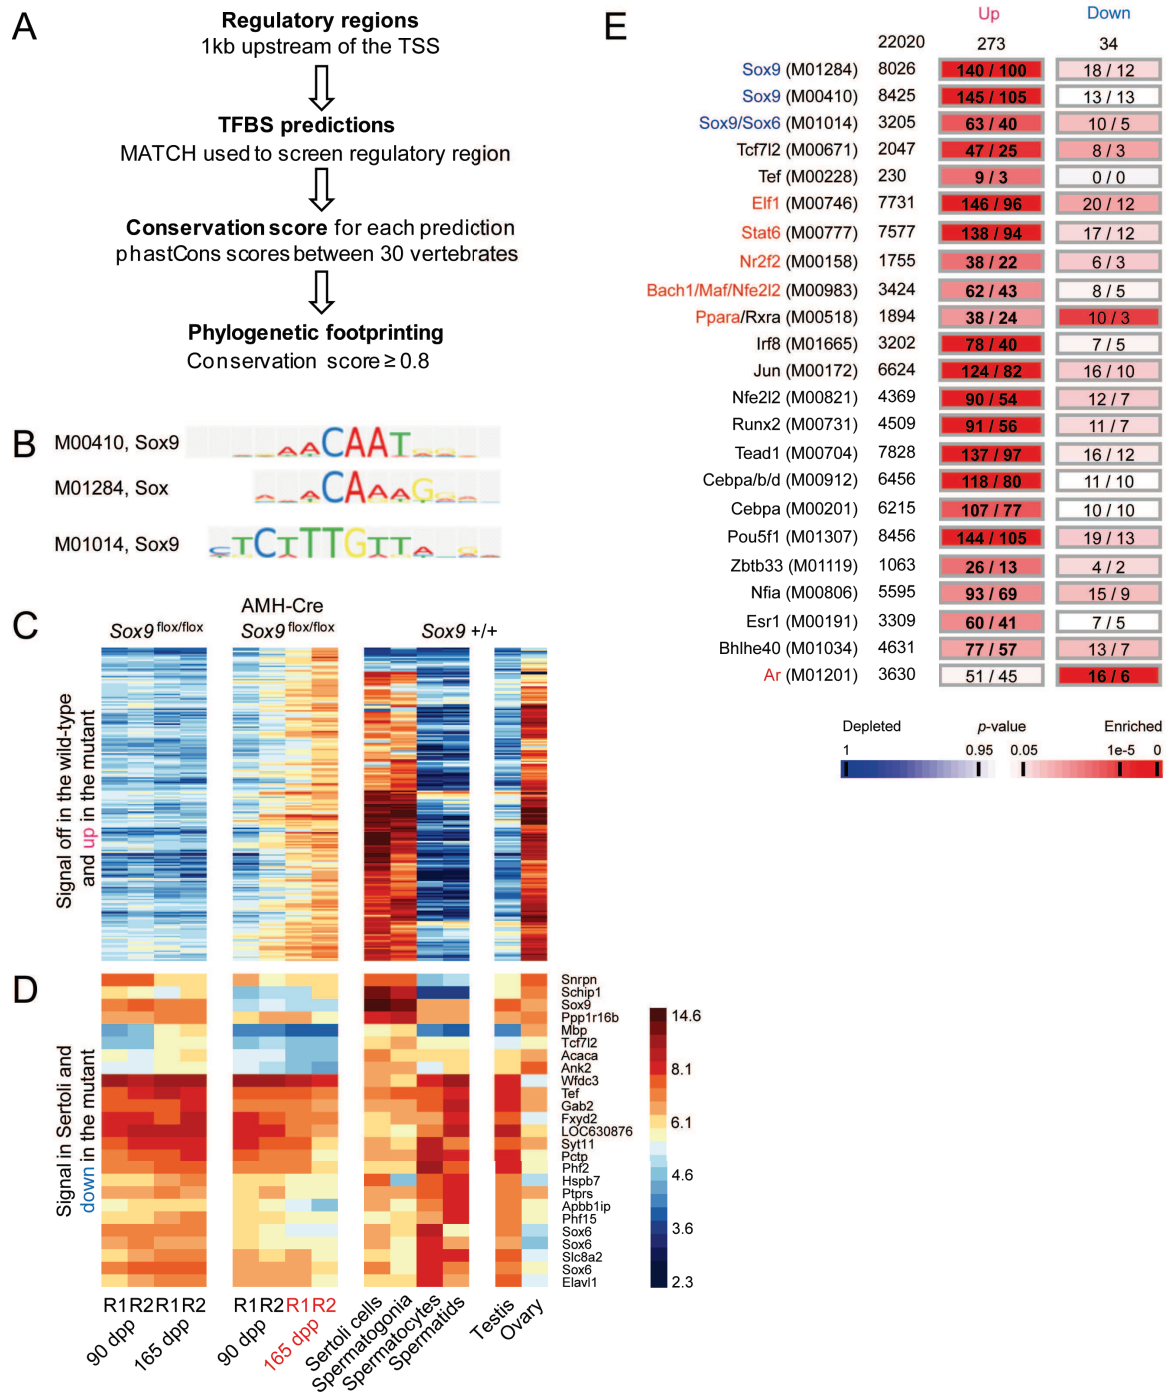 A
Regulatory regions
1kb upstream of the TSS
TFBS predictions
MATCH used to screen regulatory region
Conservation score for each prediction
phastCons scores between 30 vertebrates
Phylogenetic footprinting
Conservation score ≥ 0.8
B
M00410, Sox9
M01284, Sox
M01014, Sox9
C
Sox9 flox/flox
AMH-Cre
Sox9 flox/flox
Sox9 +/+
Signal off in the wild-type
and up in the mutant
D
Signal in Sertoli and
down in the mutant
Snrpn
Schip1
Sox9
Ppp1r16b
Mbp
Tcf7l2
Acaca
Ank2
Wfdc3
Tef
Gab2
Fxyd2
LOC630876
Syt11
Pctp
Phf2
Hspb7
Ptprs
Apbb1ip
Phf15
Sox6
Sox6
Slc8a2
Sox6
Elavl1
14.6
8.1
6.1
4.6
3.6
2.3
R1 R2 R1 R2
90 dpp
165 dpp
R1 R2 R1 R2
90 dpp
165 dpp
Sertoli cells
Spermatogonia
Spermatocytes
Spermatids
Testis
Ovary
E
Up Down
22020 273 34
Sox9 (M01284) 8026 140 / 100 18 / 12
Sox9 (M00410) 8425 145 / 105 13 / 13
Sox9/Sox6 (M01014) 3205 63 / 40 10 / 5
Tcf7l2 (M00671) 2047 47 / 25 8 / 3
Tef (M00228) 230 9 / 3 0 / 0
Elf1 (M00746) 7731 146 / 96 20 / 12
Stat6 (M00777) 7577 138 / 94 17 / 12
Nr2f2 (M00158) 1755 38 / 22 6 / 3
Bach1/Maf/Nfe2l2 (M00983) 3424 62 / 43 8 / 5
Ppara/Rxra (M00518) 1894 38 / 24 10 / 3
Irf8 (M01665) 3202 78 / 40 7 / 5
Jun (M00172) 6624 124 / 82 16 / 10
Nfe2l2 (M00821) 4369 90 / 54 12 / 7
Runx2 (M00731) 4509 91 / 56 11 / 7
Tead1 (M00704) 7828 137 / 97 16 / 12
Cebpa/b/d (M00912) 6456 118 / 80 11 / 10
Cebpa (M00201) 6215 107 / 77 10 / 10
Pou5f1 (M01307) 8456 144 / 105 19 / 13
Zbtb33 (M01119) 1063 26 / 13 4 / 2
Nfia (M00806) 5595 93 / 69 15 / 9
Esr1 (M00191) 3309 60 / 41 7 / 5
Bhlhe40 (M01034) 4631 77 / 57 13 / 7
Ar (M01201) 3630 51 / 45 16 / 6
Depleted p-value Enriched
1 0.95 0.05 1e-5 0